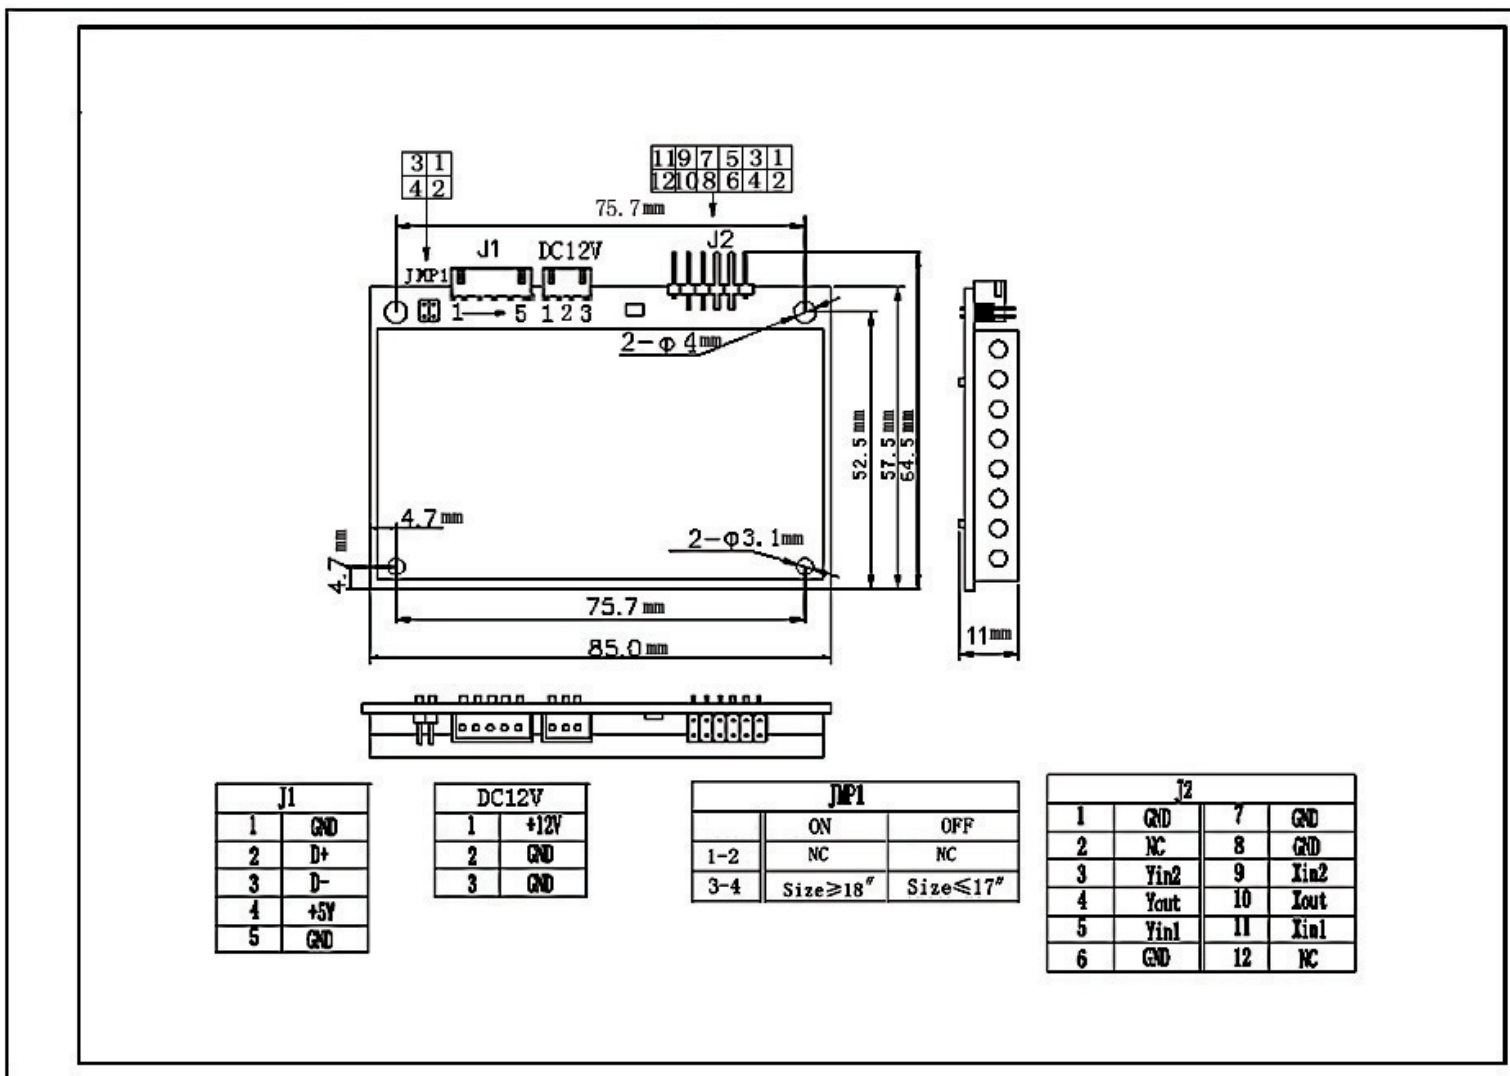 3 1
4 2
11 9 7 5 3 1
12 10 8 6 4 2
75.7mm
J1
DC12V
J2
JMP1
1 5
1 2 3
2-Φ 4mm
52.5mm
57.5mm
64.5mm
4.7mm
4.7mm
2-Φ3.1mm
75.7mm
85.0mm
11mm
J1
1 GND
2 D+
3 D-
4 +5V
5 GND
DC12V
1 +12V
2 GND
3 GND
JMP1
ON OFF
1-2 NC NC
3-4 Size≥18″ Size≤17″
J2
1 GND 7 GND
2 NC 8 GND
3 Yin2 9 Xin2
4 Yout 10 Xout
5 Yin1 11 Xin1
6 GND 12 NC